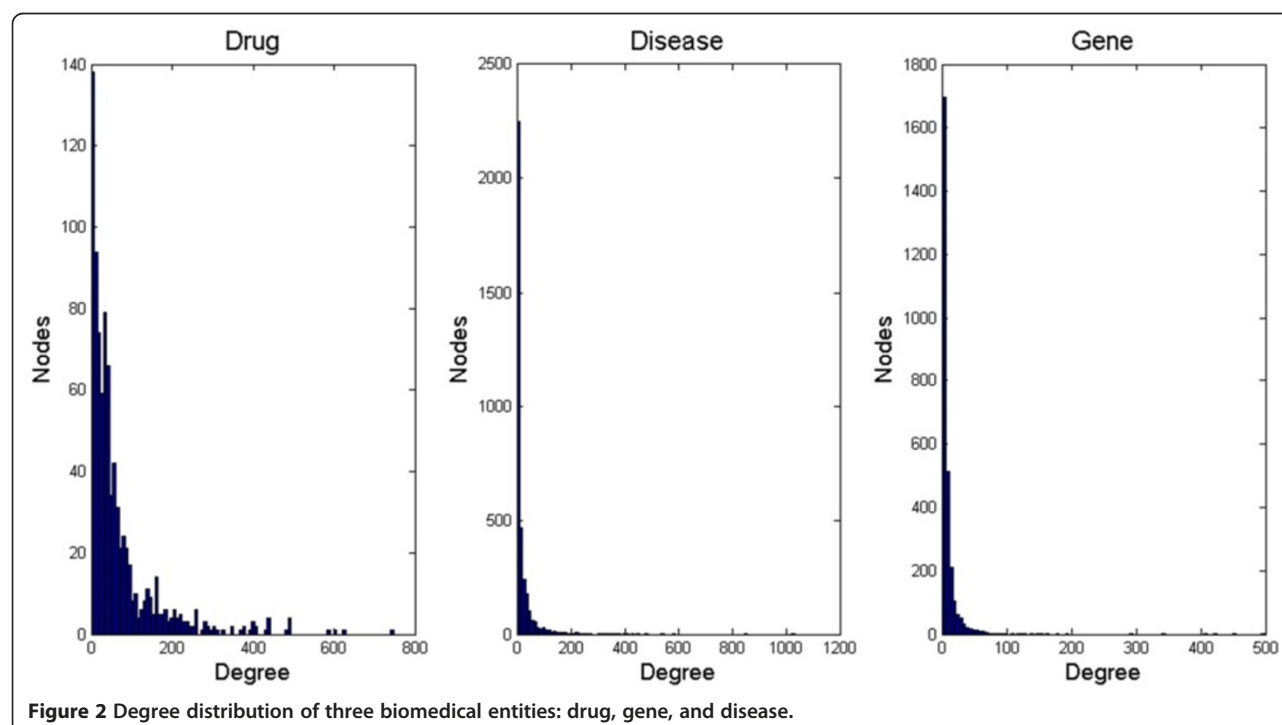 Drug
140
120
100
80
60
40
20
0
0 200 400 600 800
Nodes
Degree
Disease
2500
2000
1500
1000
500
0
0 200 400 600 800 1000 1200
Nodes
Degree
Gene
1800
1600
1400
1200
1000
800
600
400
200
0
0 100 200 300 400 500
Nodes
Degree
Figure 2 Degree distribution of three biomedical entities: drug, gene, and disease.